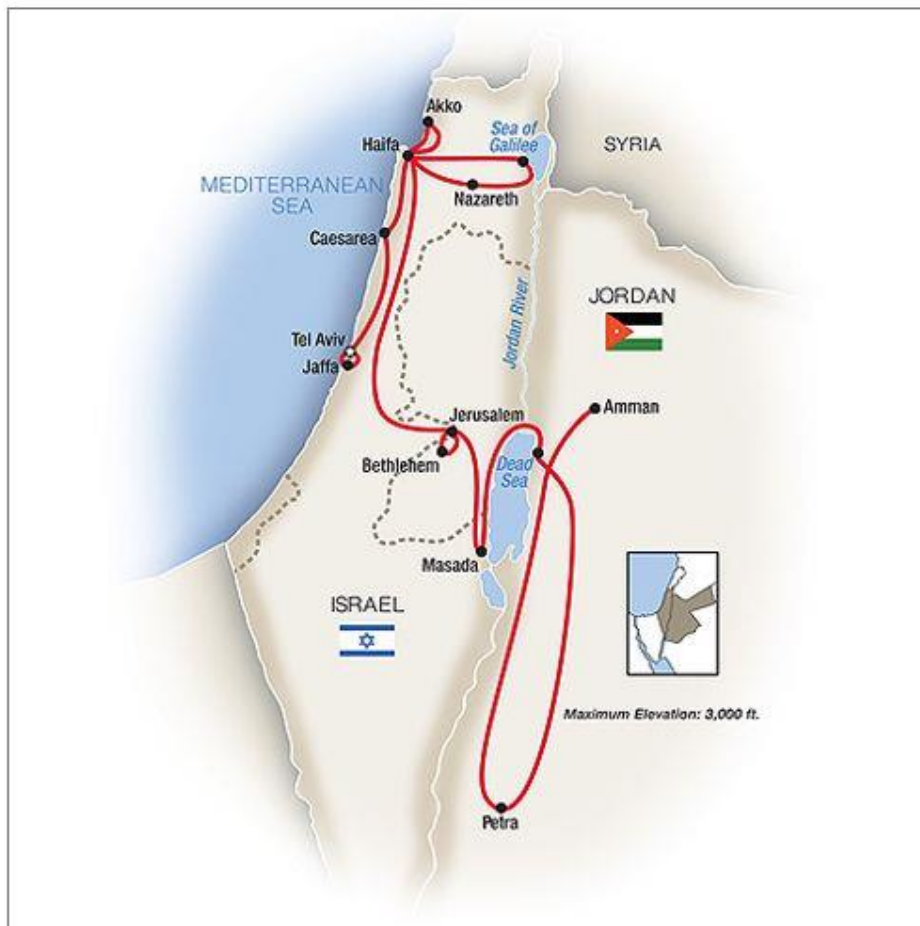 Akko
Sea of
Galilee
Haifa
SYRIA
MEDITERRANEAN
SEA
Nazareth
Caesarea
Jordan River
JORDAN
Tel Aviv
Jaffa
Amman
Jerusalem
Bethlehem
Dead
Sea
Masada
ISRAEL
Maximum Elevation: 3,000 ft.
Petra